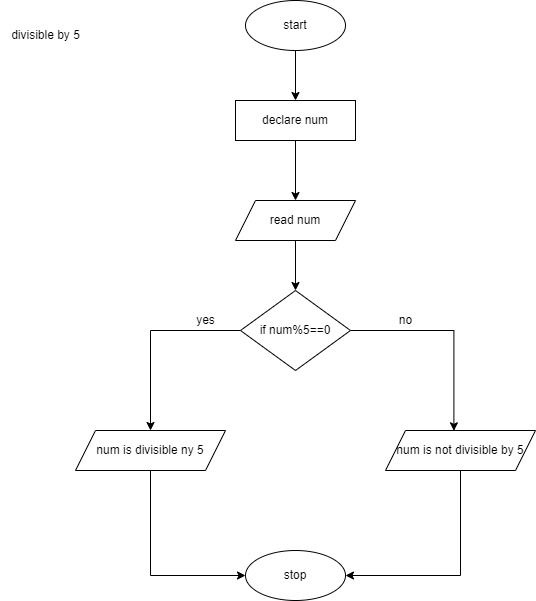 start
divisible by 5
declare num
read num
if num%5==0
yes
no
num is divisible ny 5
num is not divisible by 5
stop